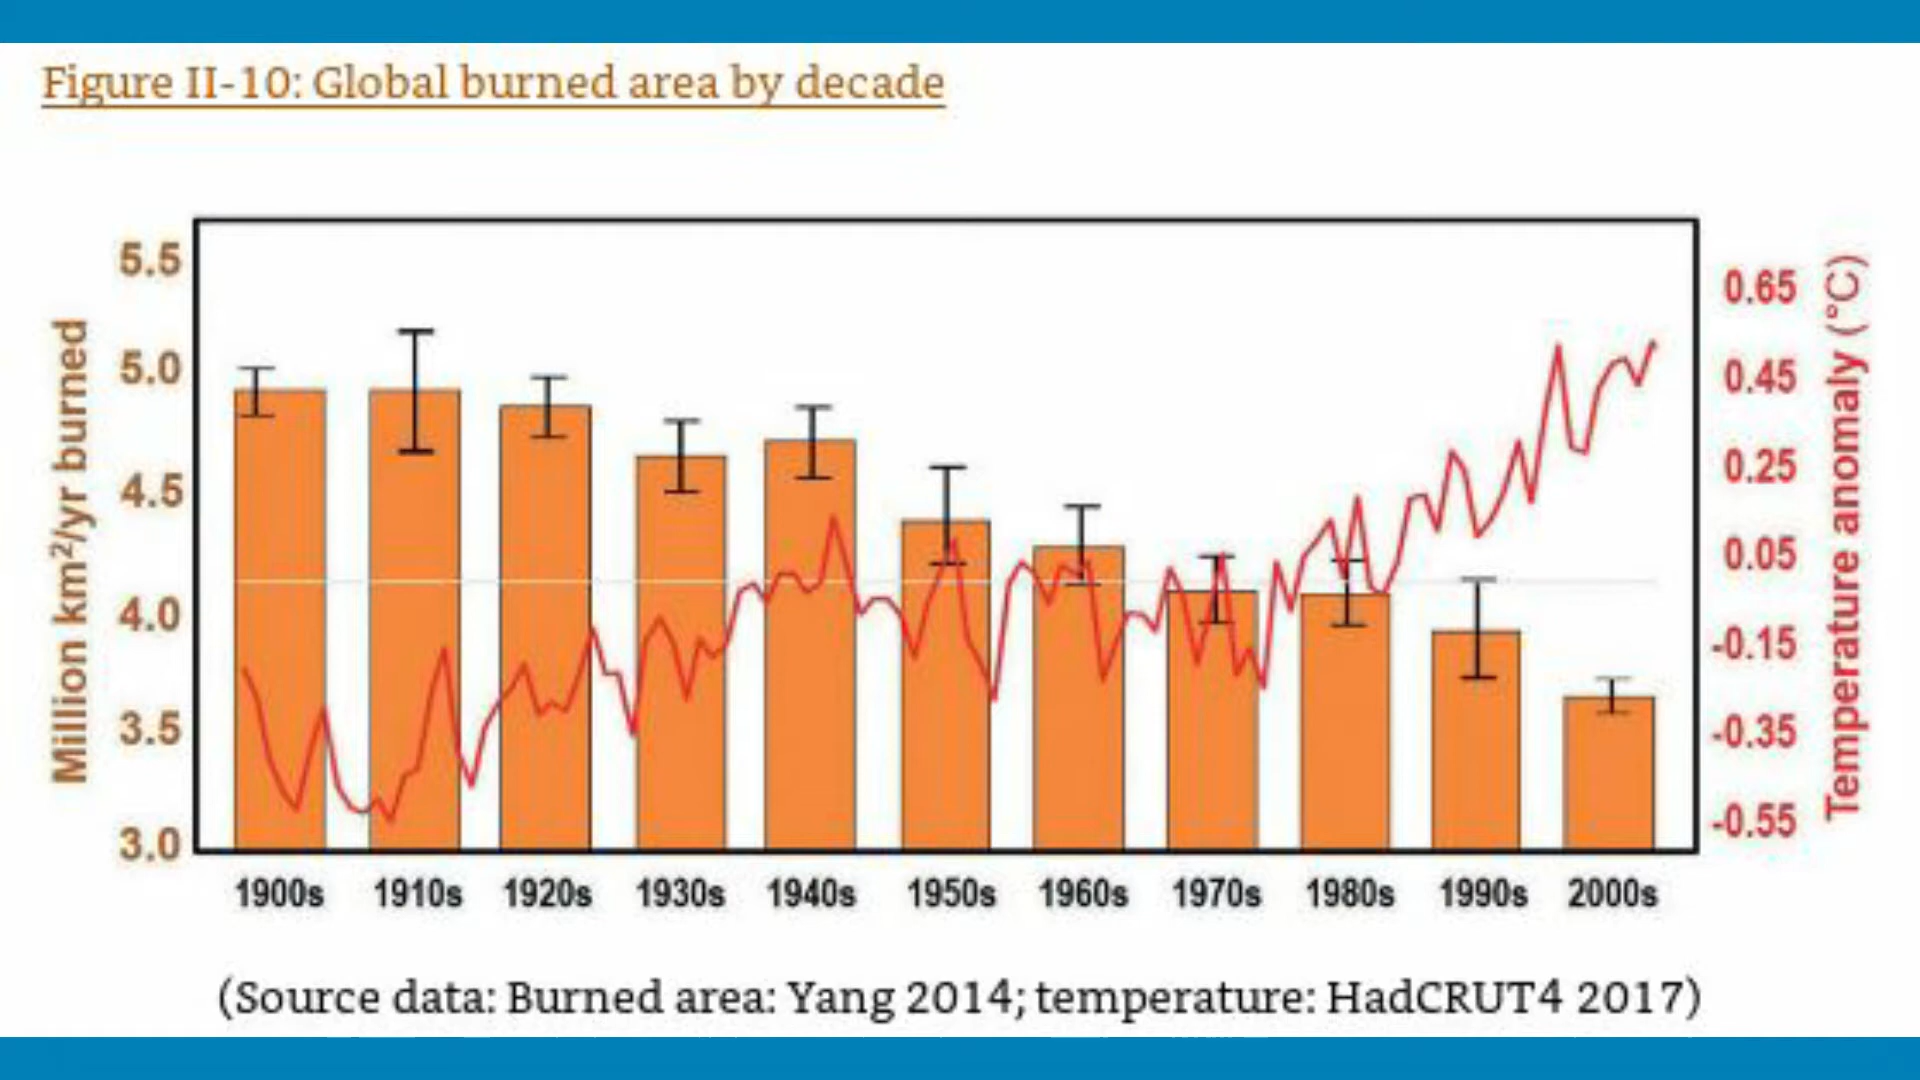 Figure II-10: Global burned area by decade
Million km²/yr burned
5.5
5.0
4.5
4.0
3.5
3.0
0.65
0.45
0.25
0.05
-0.15
-0.35
-0.55
Temperature anomaly (°C)
1900s 1910s 1920s 1930s 1940s 1950s 1960s 1970s 1980s 1990s 2000s
(Source data: Burned area: Yang 2014; temperature: HadCRUT4 2017)